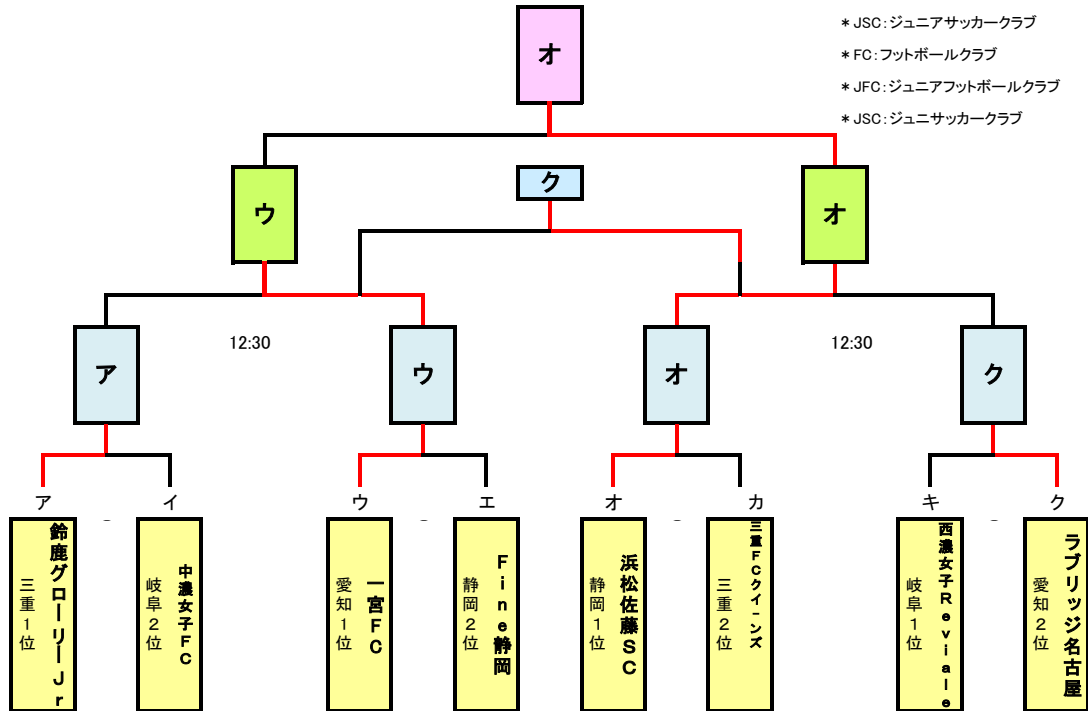 オ
* JSC:ジュニアサッカークラブ
* FC:フットボールクラブ
* JFC:ジュニアフットボールクラブ
* JSC:ジュニサッカークラブ
ウ
ク
オ
12:30
12:30
ア
ウ
オ
ク
ア
イ
ウ
エ
オ
カ
キ
ク
鈴鹿グローリーJr
三重1位
中濃女子FC
岐阜2位
一宮FC
愛知1位
Fine静岡
静岡2位
浜松佐藤SC
静岡1位
三重FCクイーンズ
三重2位
西濃女子Reviale
岐阜1位
ラブリッジ名古屋
愛知2位